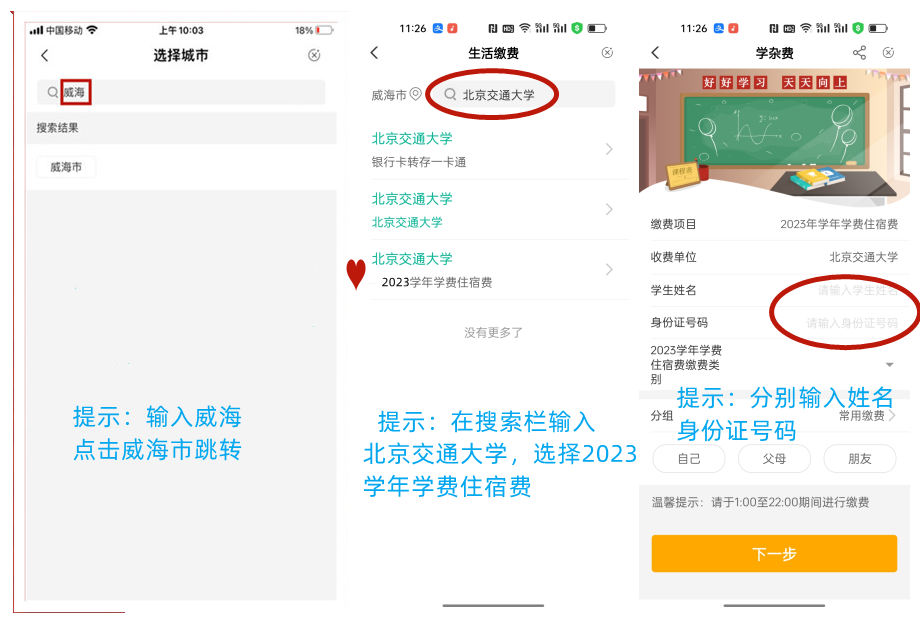 中国移动
上午10:03
18%
选择城市
威海
搜索结果
威海市
提示：输入威海
点击威海市跳转
11:26
生活缴费
威海市
北京交通大学
北京交通大学
银行卡转存一卡通
北京交通大学
北京交通大学
北京交通大学
2023学年学费住宿费
没有更多了
提示：在搜索栏输入
北京交通大学，选择2023
学年学费住宿费
11:26
学杂费
好好学习 天天向上
课程表
缴费项目 2023年学年学费住宿费
收费单位 北京交通大学
学生姓名 请输入学生姓名
身份证号码 请输入身份证号码
2023学年学费
住宿费缴费类
别
提示：分别输入姓名
身份证号码
分组 常用缴费
自己 父母 朋友
温馨提示：请于1:00至22:00期间进行缴费
下一步